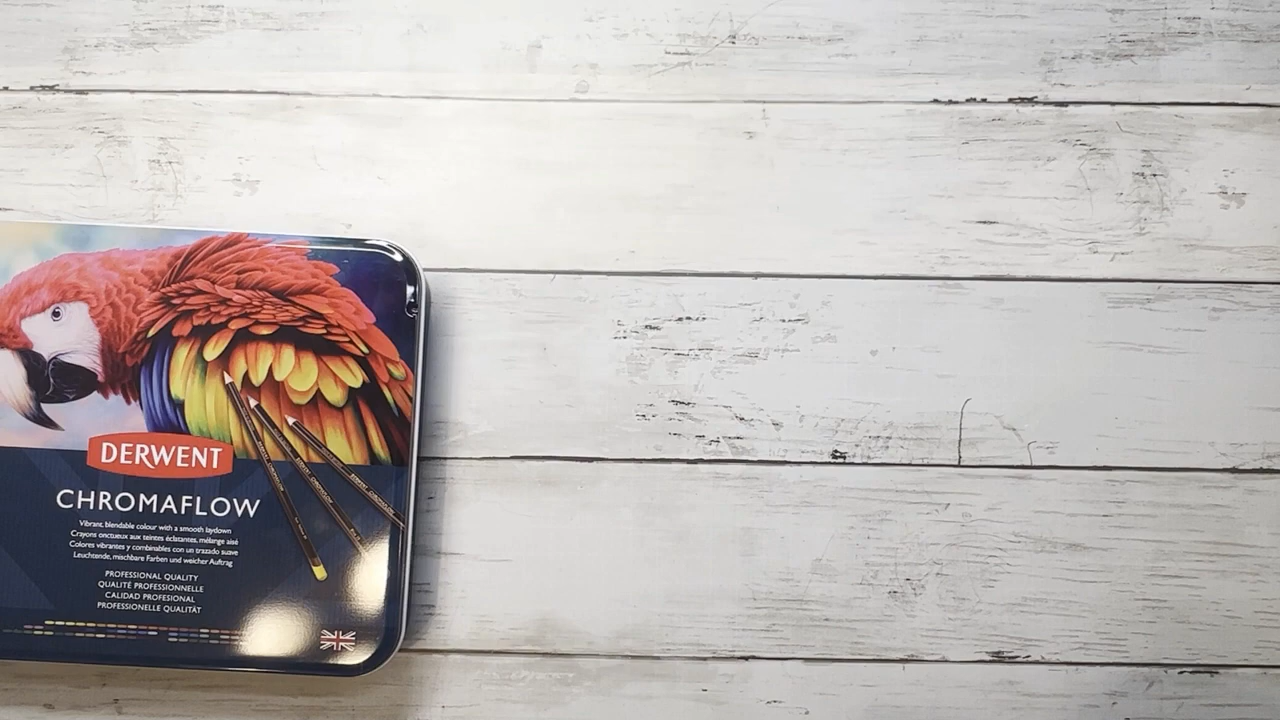 DERWENT
CHROMAFLOW
Vibrant, blendable colour with a smooth laydown
Crayons onctueux aux teintes éclatantes, mélange aisé
Colores vibrantes y combinables con un trazado suave
Leuchtende, mischbare Farben und weicher Auftrag
PROFESSIONAL QUALITY
QUALITÉ PROFESSIONNELLE
CALIDAD PROFESIONAL
PROFESSIONELLE QUALITÄT